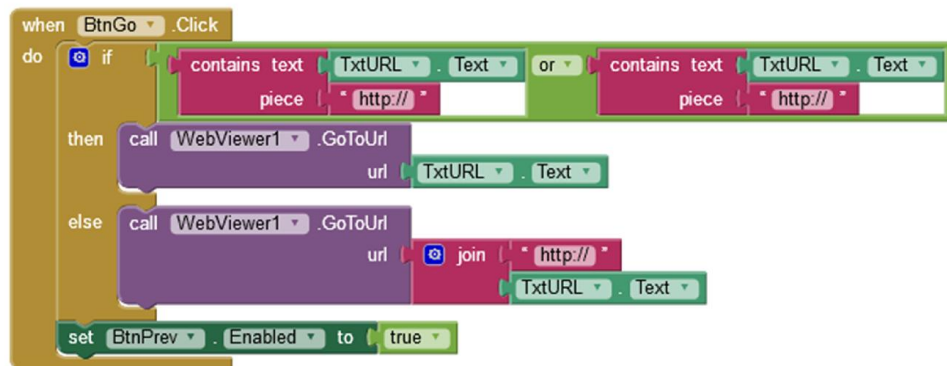 when BtnGo .Click
do if contains text TxtURL . Text or contains text TxtURL . Text
piece " http:// " piece " http:// "
then call WebViewer1 .GoToUrl
url TxtURL . Text
else call WebViewer1 .GoToUrl
url join " http:// "
TxtURL . Text
set BtnPrev . Enabled to true